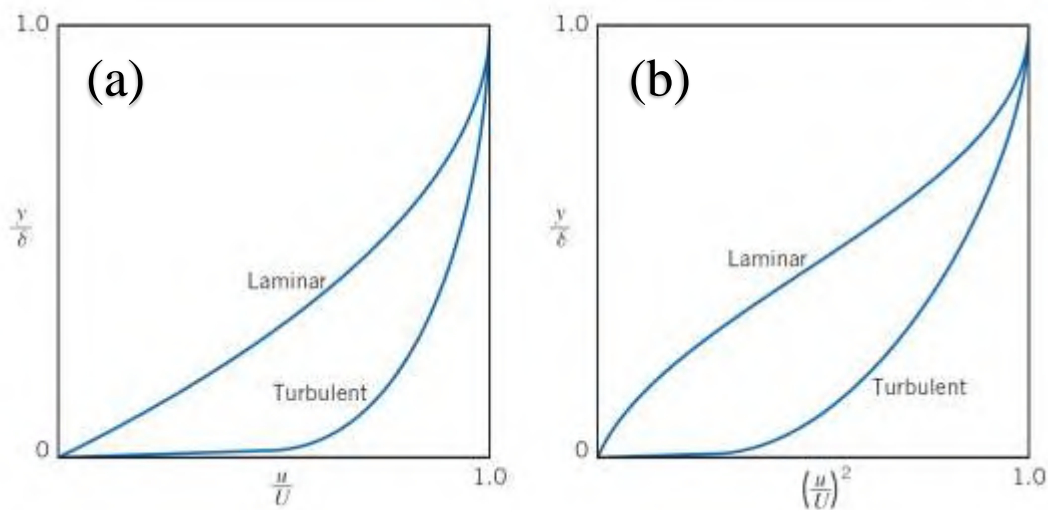 1.0
(a)
y
δ
Laminar
Turbulent
0
u
U
1.0
1.0
(b)
y
δ
Laminar
Turbulent
0
(u/U)²
1.0